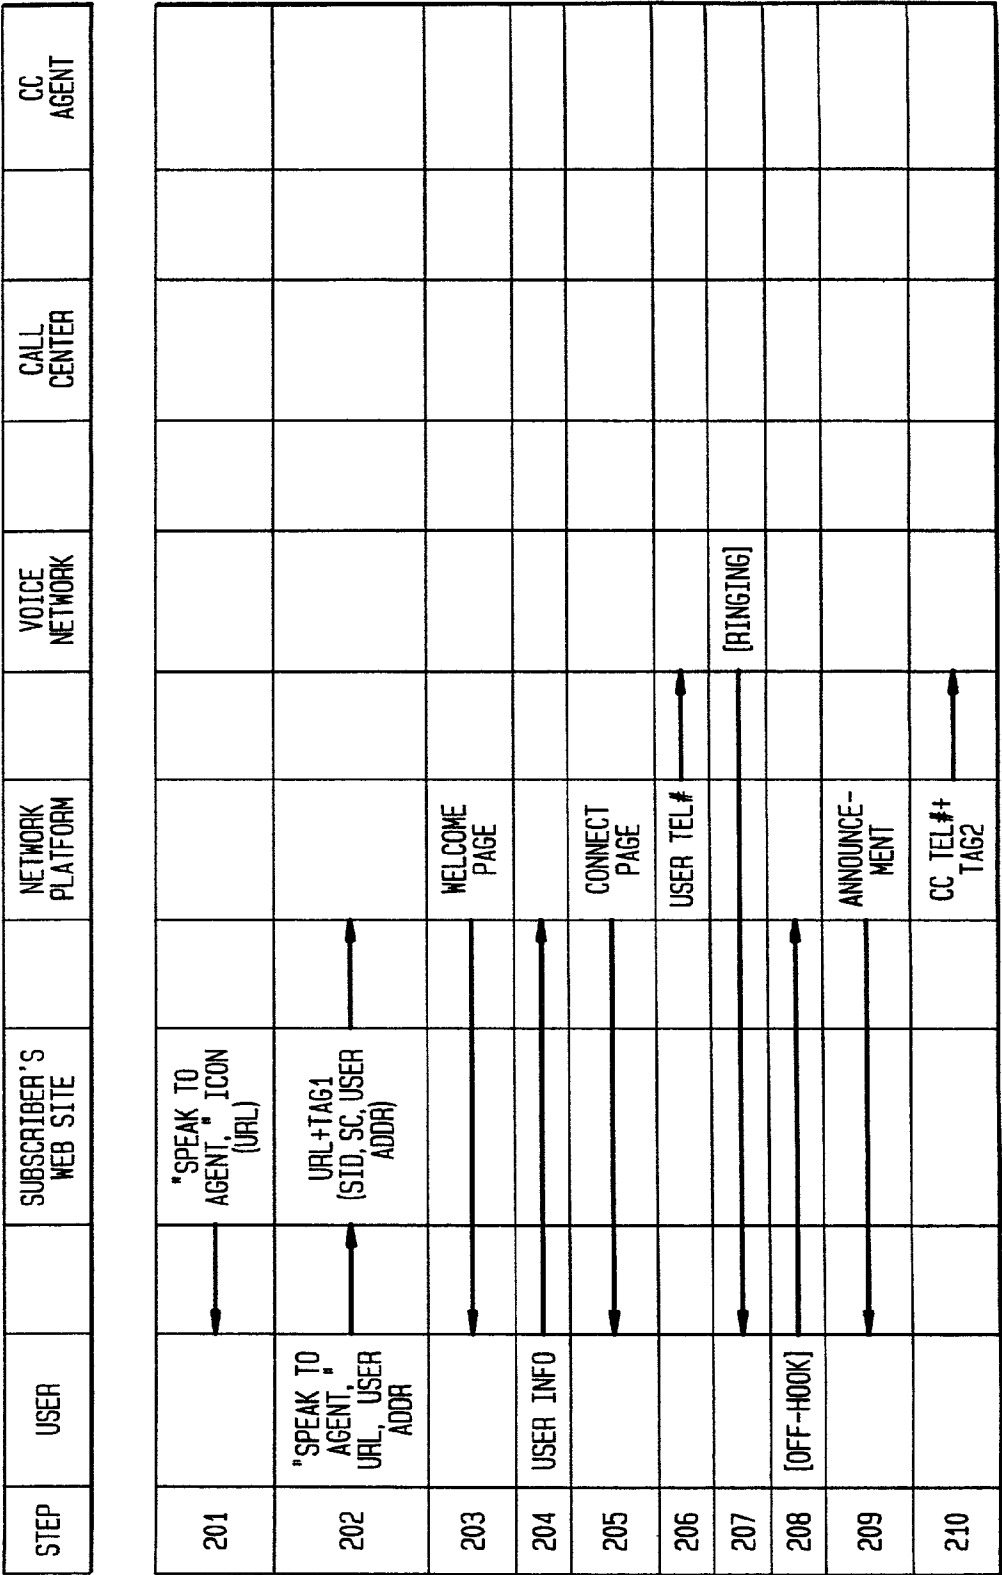 STEP
USER
SUBSCRIBER'S
WEB SITE
NETWORK
PLATFORM
VOICE
NETWORK
CALL
CENTER
CC
AGENT
201
"SPEAK TO
AGENT," ICON
(URL)
202
"SPEAK TO
AGENT,"
URL, USER
ADDR
URL+TAG1
(SID, SC, USER
ADDR)
203
WELCOME
PAGE
204
USER INFO
205
CONNECT
PAGE
206
USER TEL#
207
[RINGING]
208
[OFF-HOOK]
209
ANNOUNCE-
MENT
210
CC TEL#+
TAG2